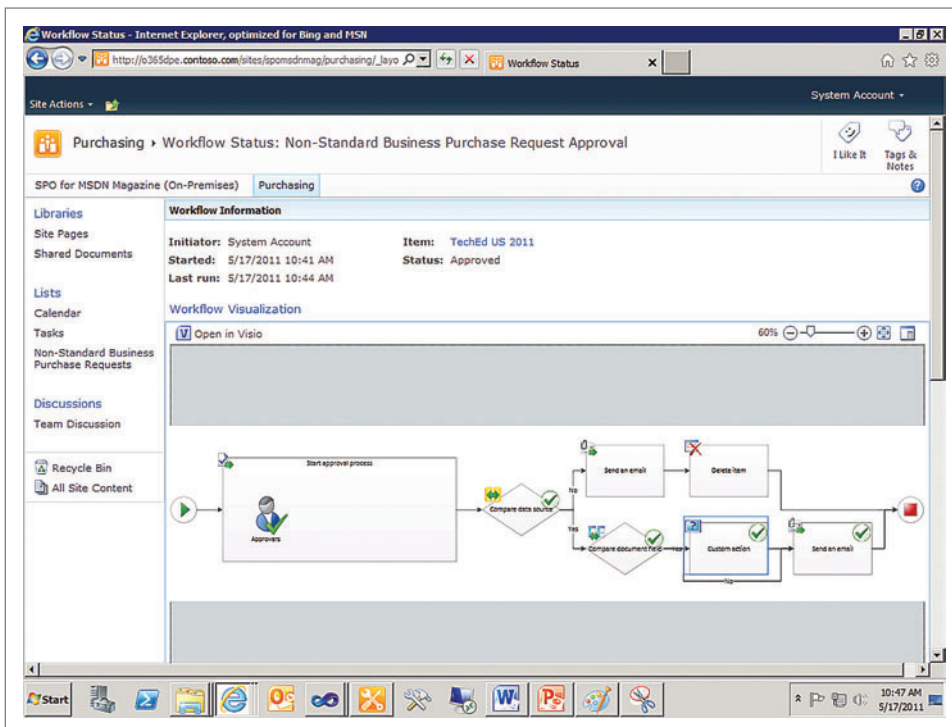 Workflow Status - Internet Explorer, optimized for Bing and MSN
http://o365dpe.contoso.com/sites/spomsdnmag/purchasing/_layo
Workflow Status
Site Actions
System Account
Purchasing ▸ Workflow Status: Non-Standard Business Purchase Request Approval
I Like It
Tags &
Notes
SPO for MSDN Magazine (On-Premises)
Purchasing
Libraries
Site Pages
Shared Documents
Lists
Calendar
Tasks
Non-Standard Business
Purchase Requests
Discussions
Team Discussion
Recycle Bin
All Site Content
Workflow Information
Initiator: System Account
Item: TechEd US 2011
Started: 5/17/2011 10:41 AM
Status: Approved
Last run: 5/17/2011 10:44 AM
Workflow Visualization
Open in Visio
60%
Start approval process
Approvers
Compare data source
No
Send an email
Delete item
Yes
Compare document field
Yes
Custom action
No
Send an email
Start
10:47 AM
5/17/2011